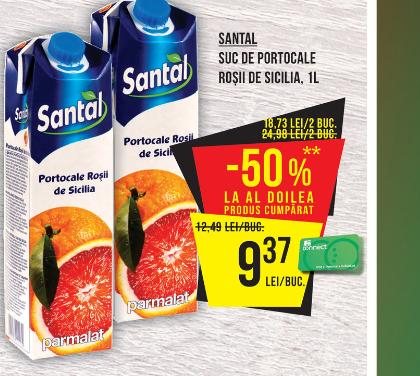 SANTAL
SUC DE PORTOCALE
ROȘII DE SICILIA, 1L
18,73 LEI/2 BUC.
24,98 LEI/2 BUC.
-50%**
LA AL DOILEA
PRODUS CUMPĂRAT
12,49 LEI/BUC.
9,37
LEI/BUC.
connect
Santal
Portocale Roșii
de Sicilia
parmalat
Santal
Portocale Roșii
de Sicil
parmalat